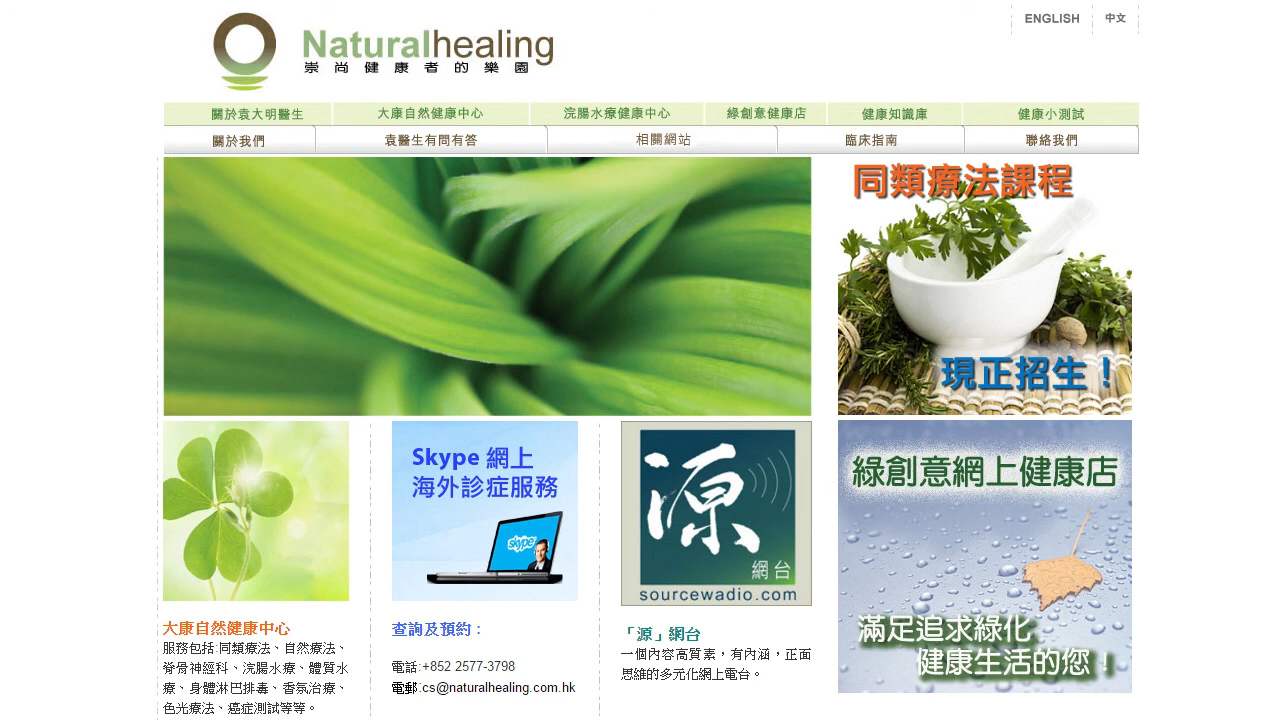 ENGLISH 中文
Naturalhealing
崇尚健康者的樂園
關於袁大明醫生 大康自然健康中心 浣腸水療健康中心 綠創意健康店 健康知識庫 健康小測試
關於我們 袁醫生有問有答 相關網站 臨床指南 聯絡我們
同類療法課程
現正招生！
Skype 網上
海外診症服務
skype
源
網台
sourcewadio.com
綠創意網上健康店
滿足追求綠化
健康生活的您！
大康自然健康中心
服務包括:同類療法、自然療法、
脊骨神經科、浣腸水療、體質水
療、身體淋巴排毒、香氛治療、
色光療法、癌症測試等等。
查詢及預約：
電話:+852 2577-3798
電郵:cs@naturalhealing.com.hk
「源」網台
一個內容高質素，有內涵，正面
思維的多元化網上電台。